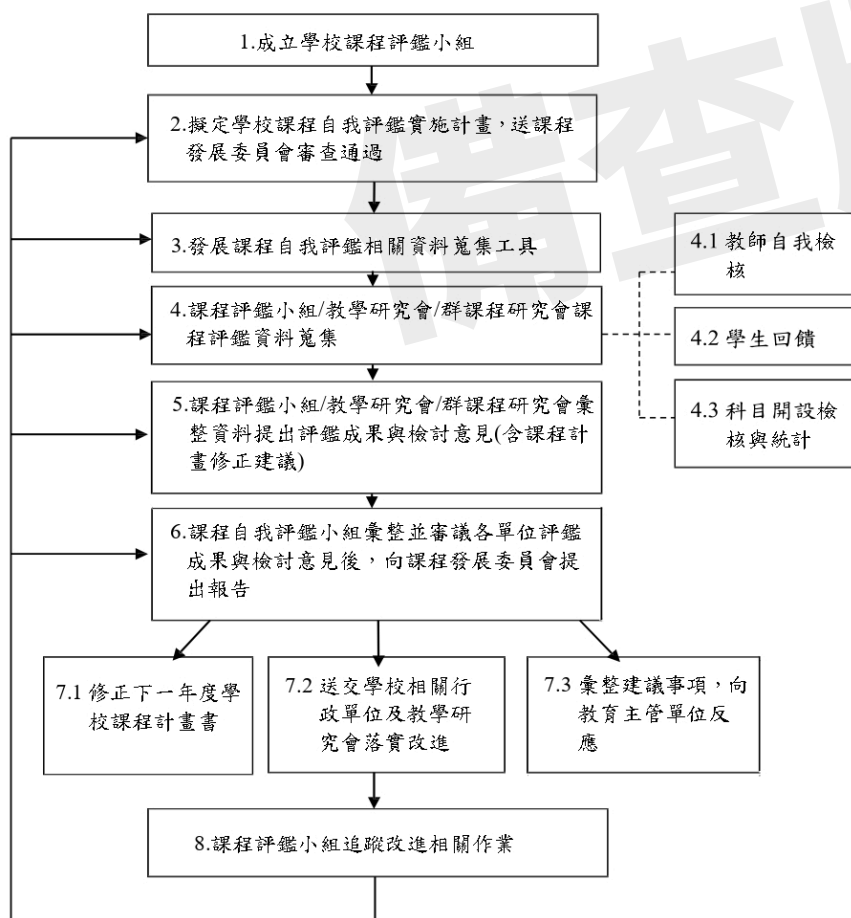 備查版
1.成立學校課程評鑑小組
2.擬定學校課程自我評鑑實施計畫，送課程
發展委員會審查通過
3.發展課程自我評鑑相關資料蒐集工具
4.課程評鑑小組/教學研究會/群課程研究會課
程評鑑資料蒐集
4.1 教師自我檢
核
4.2 學生回饋
4.3 科目開設檢
核與統計
5.課程評鑑小組/教學研究會/群課程研究會彙
整資料提出評鑑成果與檢討意見(含課程計
畫修正建議)
6.課程自我評鑑小組彙整並審議各單位評鑑
成果與檢討意見後，向課程發展委員會提
出報告
7.1 修正下一年度學
校課程計畫書
7.2 送交學校相關行
政單位及教學研
究會落實改進
7.3 彙整建議事項，向
教育主管單位反
應
8.課程評鑑小組追蹤改進相關作業